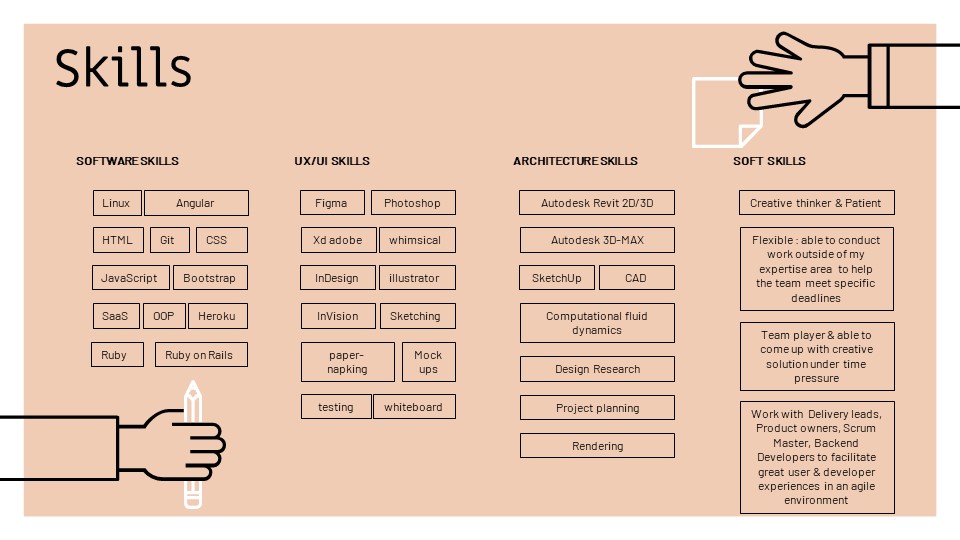 Skills
SOFTWARE SKILLS
Linux
Angular
HTML
Git
CSS
JavaScript
Bootstrap
SaaS
OOP
Heroku
Ruby
Ruby on Rails
UX/UI SKILLS
Figma
Photoshop
Xd adobe
whimsical
InDesign
illustrator
InVision
Sketching
paper-
napking
Mock
ups
testing
whiteboard
ARCHITECTURE SKILLS
Autodesk Revit 2D/3D
Autodesk 3D-MAX
SketchUp
CAD
Computational fluid
dynamics
Design Research
Project planning
Rendering
SOFT SKILLS
Creative thinker & Patient
Flexible : able to conduct
work outside of my
expertise area to help
the team meet specific
deadlines
Team player & able to
come up with creative
solution under time
pressure
Work with Delivery leads,
Product owners, Scrum
Master, Backend
Developers to facilitate
great user & developer
experiences in an agile
environment